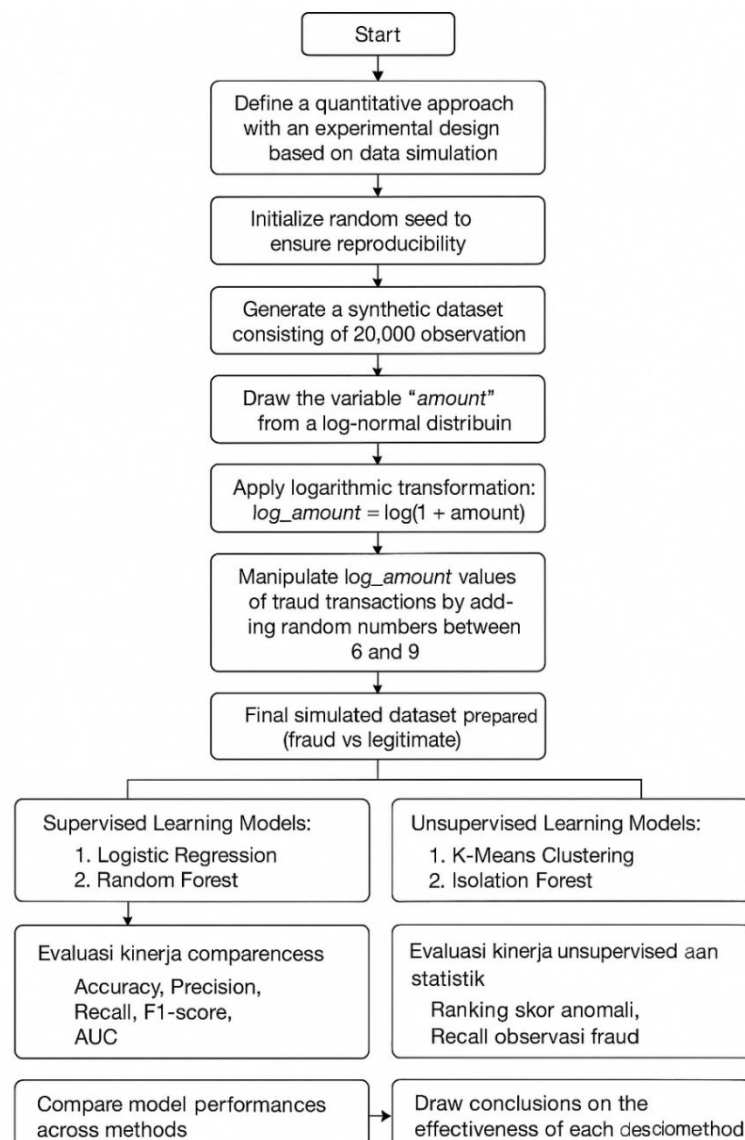 Start
Define a quantitative approach
with an experimental design
based on data simulation
Initialize random seed to
ensure reproducibility
Generate a synthetic dataset
consisting of 20,000 observation
Draw the variable “amount”
from a log-normal distribuin
Apply logarithmic transformation:
log_amount = log(1 + amount)
Manipulate log_amount values
of traud transactions by add-
ing random numbers between
6 and 9
Final simulated dataset prepared
(fraud vs legitimate)
Supervised Learning Models:
1. Logistic Regression
2. Random Forest
Unsupervised Learning Models:
1. K-Means Clustering
2. Isolation Forest
Evaluasi kinerja comparencess
Accuracy, Precision,
Recall, F1-score,
AUC
Evaluasi kinerja unsupervised aan
statistik
Ranking skor anomali,
Recall observasi fraud
Compare model performances
across methods
Draw conclusions on the
effectiveness of each desciomethod